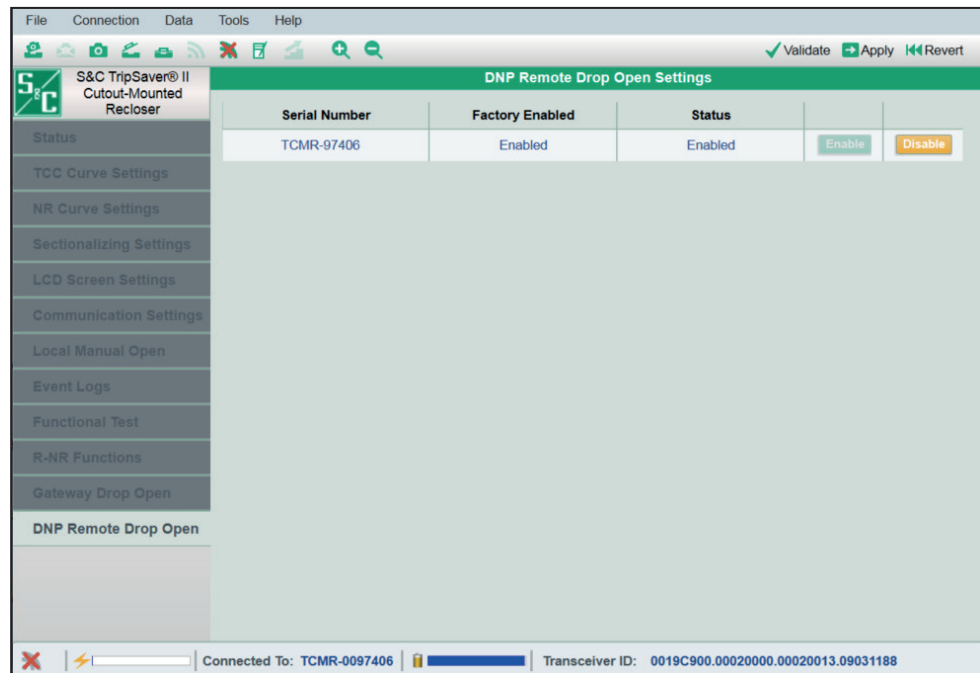 File Connection Data Tools Help
Validate Apply Revert
S&C
S&C TripSaver® II
Cutout-Mounted
Recloser
DNP Remote Drop Open Settings
Serial Number Factory Enabled Status
TCMR-97406 Enabled Enabled Enable Disable
Status
TCC Curve Settings
NR Curve Settings
Sectionalizing Settings
LCD Screen Settings
Communication Settings
Local Manual Open
Event Logs
Functional Test
R-NR Functions
Gateway Drop Open
DNP Remote Drop Open
Connected To: TCMR-0097406 Transceiver ID: 0019C900.00020000.00020013.09031188